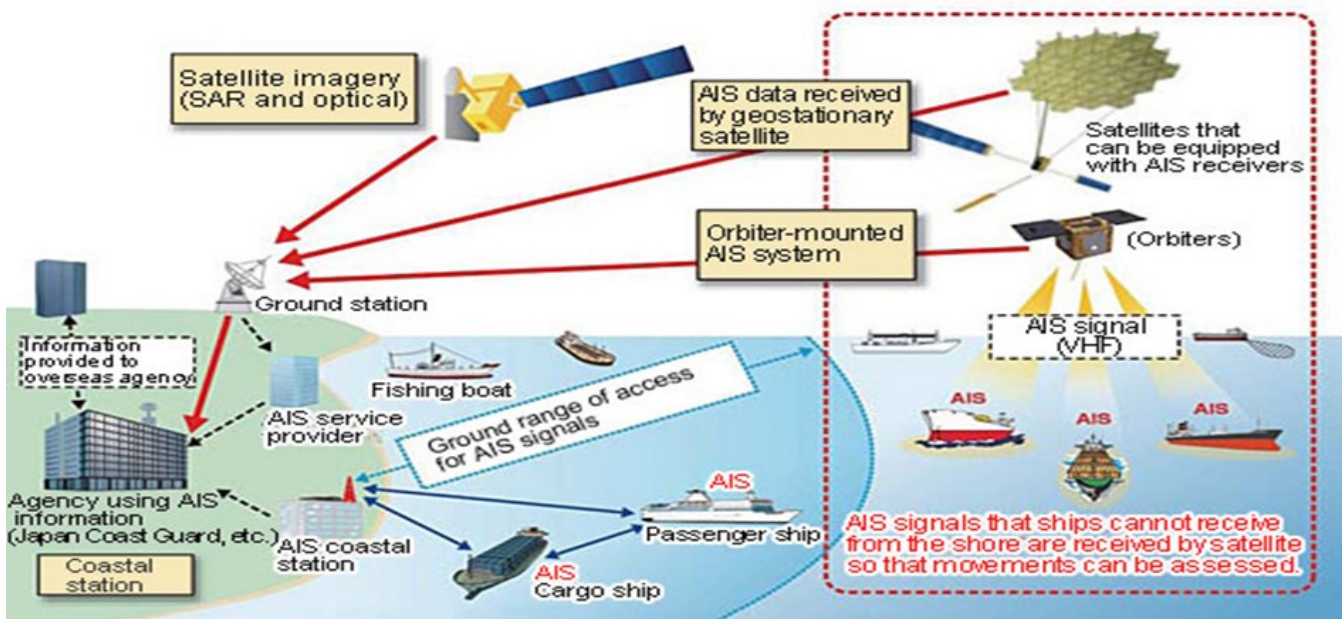 Satellite imagery
(SAR and optical)
AIS data received
by geostationary
satellite
Satellites that
can be equipped
with AIS receivers
Orbiter-mounted
AIS system
(Orbiters)
Ground station
AIS signal
(VHF)
Information
provided to
overseas agency
Fishing boat
AIS service
provider
Ground range of access
for AIS signals
AIS
AIS
AIS
Agency using AIS
information
(Japan Coast Guard, etc.)
AIS coastal
station
AIS
Passenger ship
AIS
Cargo ship
Coastal
station
AIS signals that ships cannot receive
from the shore are received by satellite
so that movements can be assessed.